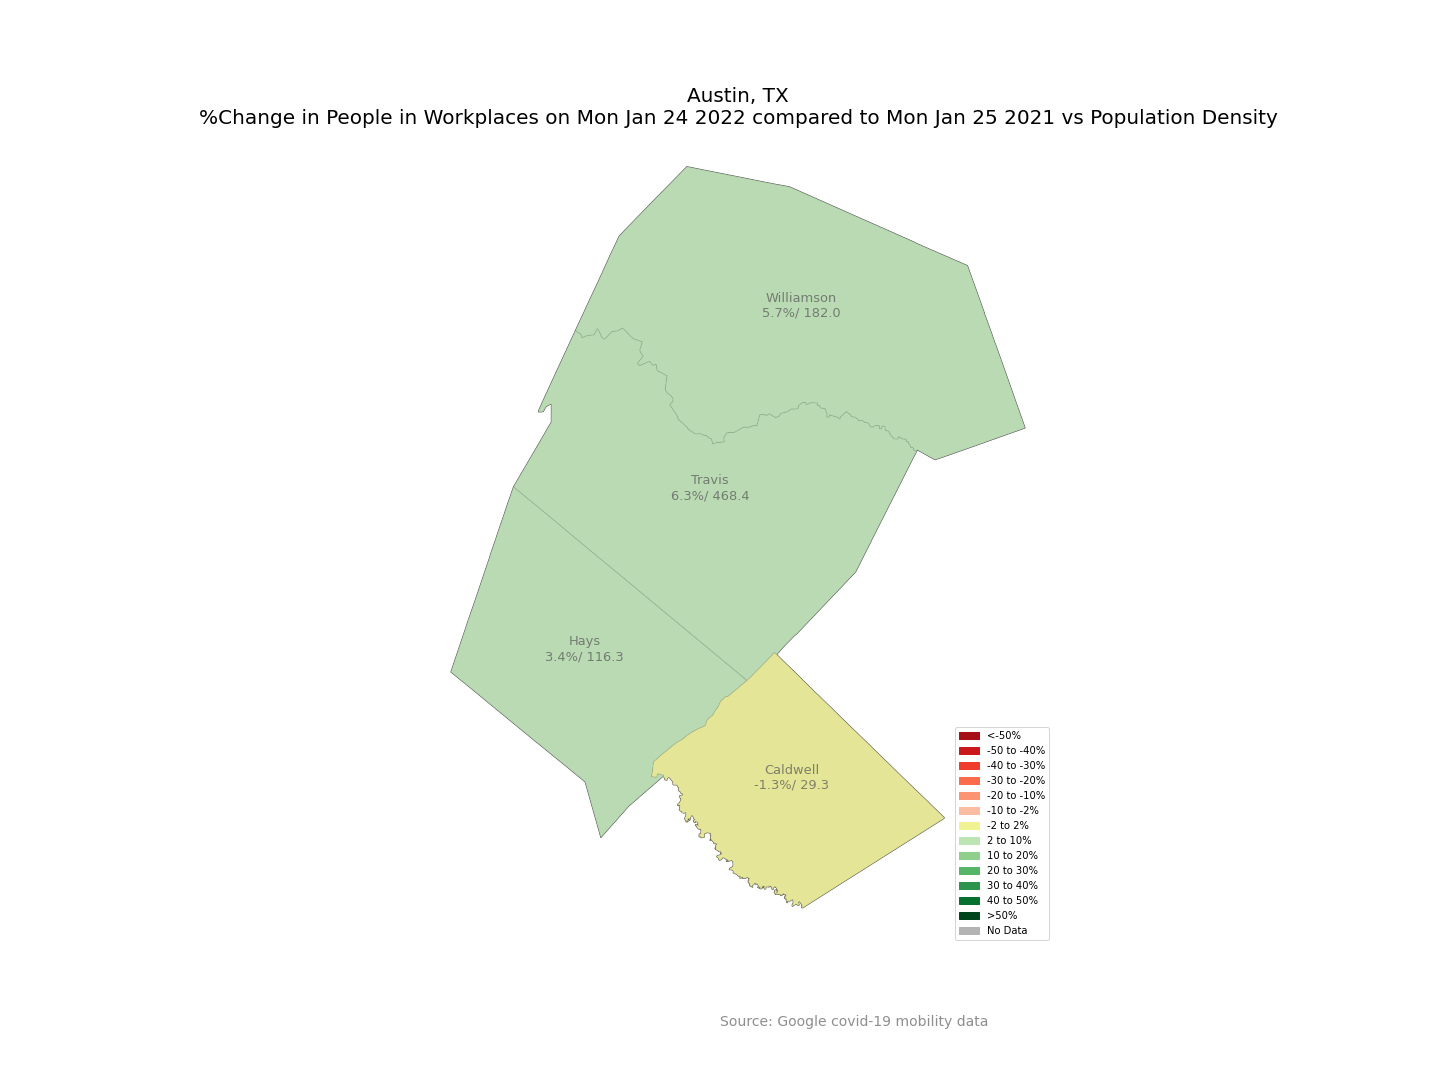 Austin, TX
%Change in People in Workplaces on Mon Jan 24 2022 compared to Mon Jan 25 2021 vs Population Density
Williamson
5.7%/ 182.0
Travis
6.3%/ 468.4
Hays
3.4%/ 116.3
Caldwell
-1.3%/ 29.3
<-50%
-50 to -40%
-40 to -30%
-30 to -20%
-20 to -10%
-10 to -2%
-2 to 2%
2 to 10%
10 to 20%
20 to 30%
30 to 40%
40 to 50%
>50%
No Data
Source: Google covid-19 mobility data